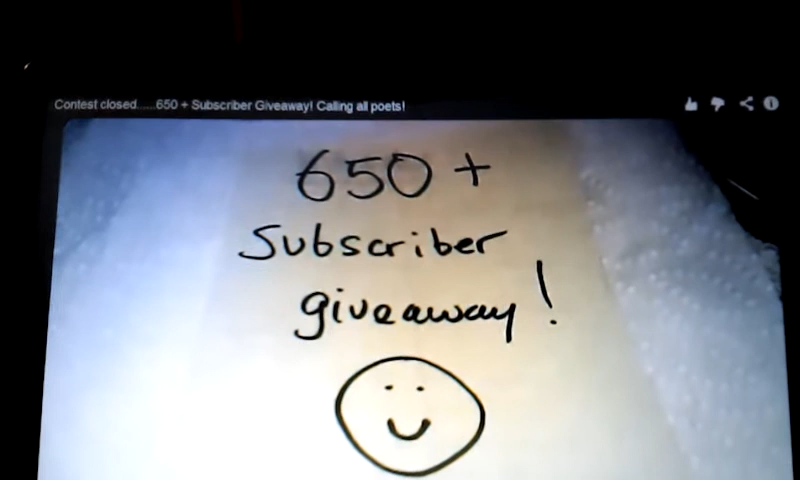 Contest closed......650 + Subscriber Giveaway! Calling all poets!
650 +
Subscriber
giveaway!